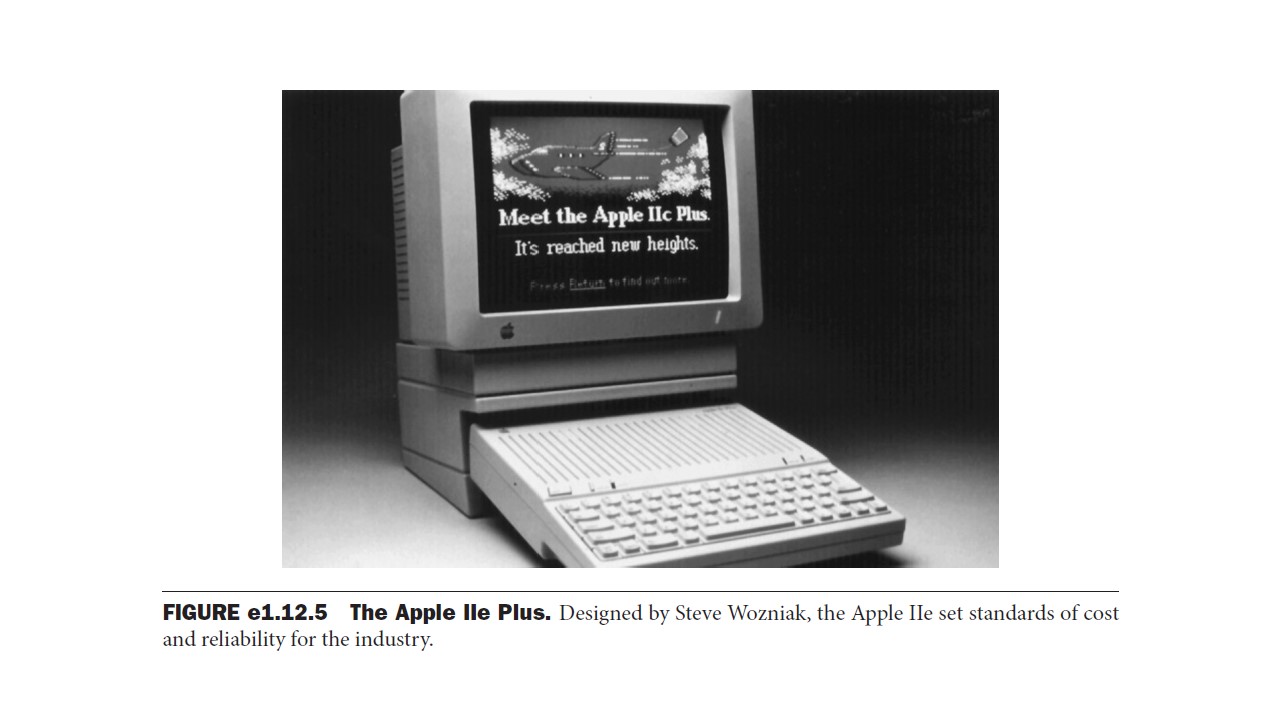 Meet the Apple IIc Plus.
It's reached new heights.
Press Return to find out more.
FIGURE e1.12.5 The Apple IIe Plus. Designed by Steve Wozniak, the Apple IIe set standards of cost
and reliability for the industry.